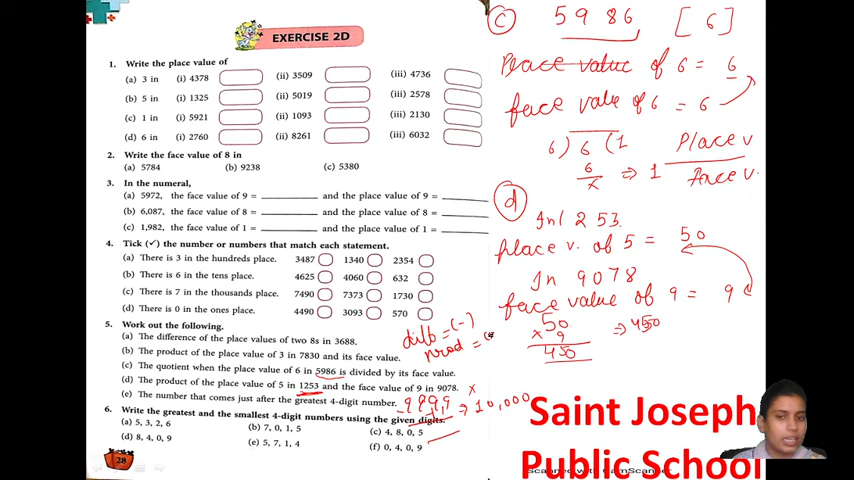 EXERCISE 2D
1. Write the place value of
(a) 3 in (i) 4378 (ii) 3509 (iii) 4736
(b) 5 in (i) 1325 (ii) 5019 (iii) 2578
(c) 1 in (i) 5921 (ii) 1093 (iii) 2130
(d) 6 in (i) 2760 (ii) 8261 (iii) 6032
2. Write the face value of 8 in
(a) 5784 (b) 9238 (c) 5380
3. In the numeral,
(a) 5972, the face value of 9 = ________ and the place value of 9 = ________
(b) 6,087, the face value of 8 = ________ and the place value of 8 = ________
(c) 1,982, the face value of 1 = ________ and the place value of 1 = ________
4. Tick (✓) the number or numbers that match each statement.
(a) There is 3 in the hundreds place. 3487 1340 2354
(b) There is 6 in the tens place. 4625 4060 632
(c) There is 7 in the thousands place. 7490 7373 1730
(d) There is 0 in the ones place. 4490 3093 570
5. Work out the following.
(a) The difference of the place values of two 8s in 3688.
(b) The product of the place value of 3 in 7830 and its face value.
(c) The quotient when the place value of 6 in 5986 is divided by its face value.
(d) The product of the place value of 5 in 1253 and the face value of 9 in 9078.
(e) The number that comes just after the greatest 4-digit number.
6. Write the greatest and the smallest 4-digit numbers using the given digits.
(a) 5, 3, 2, 6 (b) 7, 0, 1, 5 (c) 4, 8, 0, 5
(d) 8, 4, 0, 9 (e) 5, 7, 1, 4 (f) 0, 4, 0, 9
28
= (-)
9999 ⇒ 10,000
(c) 5986 [6]
Peace value of 6 = 6
face value of 6 = 6
6) 6 (1 Place v
6 ⇒ 1 Face v.
x
(d)
In 1253.
place v. of 5 = 50
In 9078
face value of 9 = 9
50 ⇒ 450
x 9
450
Saint Joseph
Public School
Scanned with CamScanner